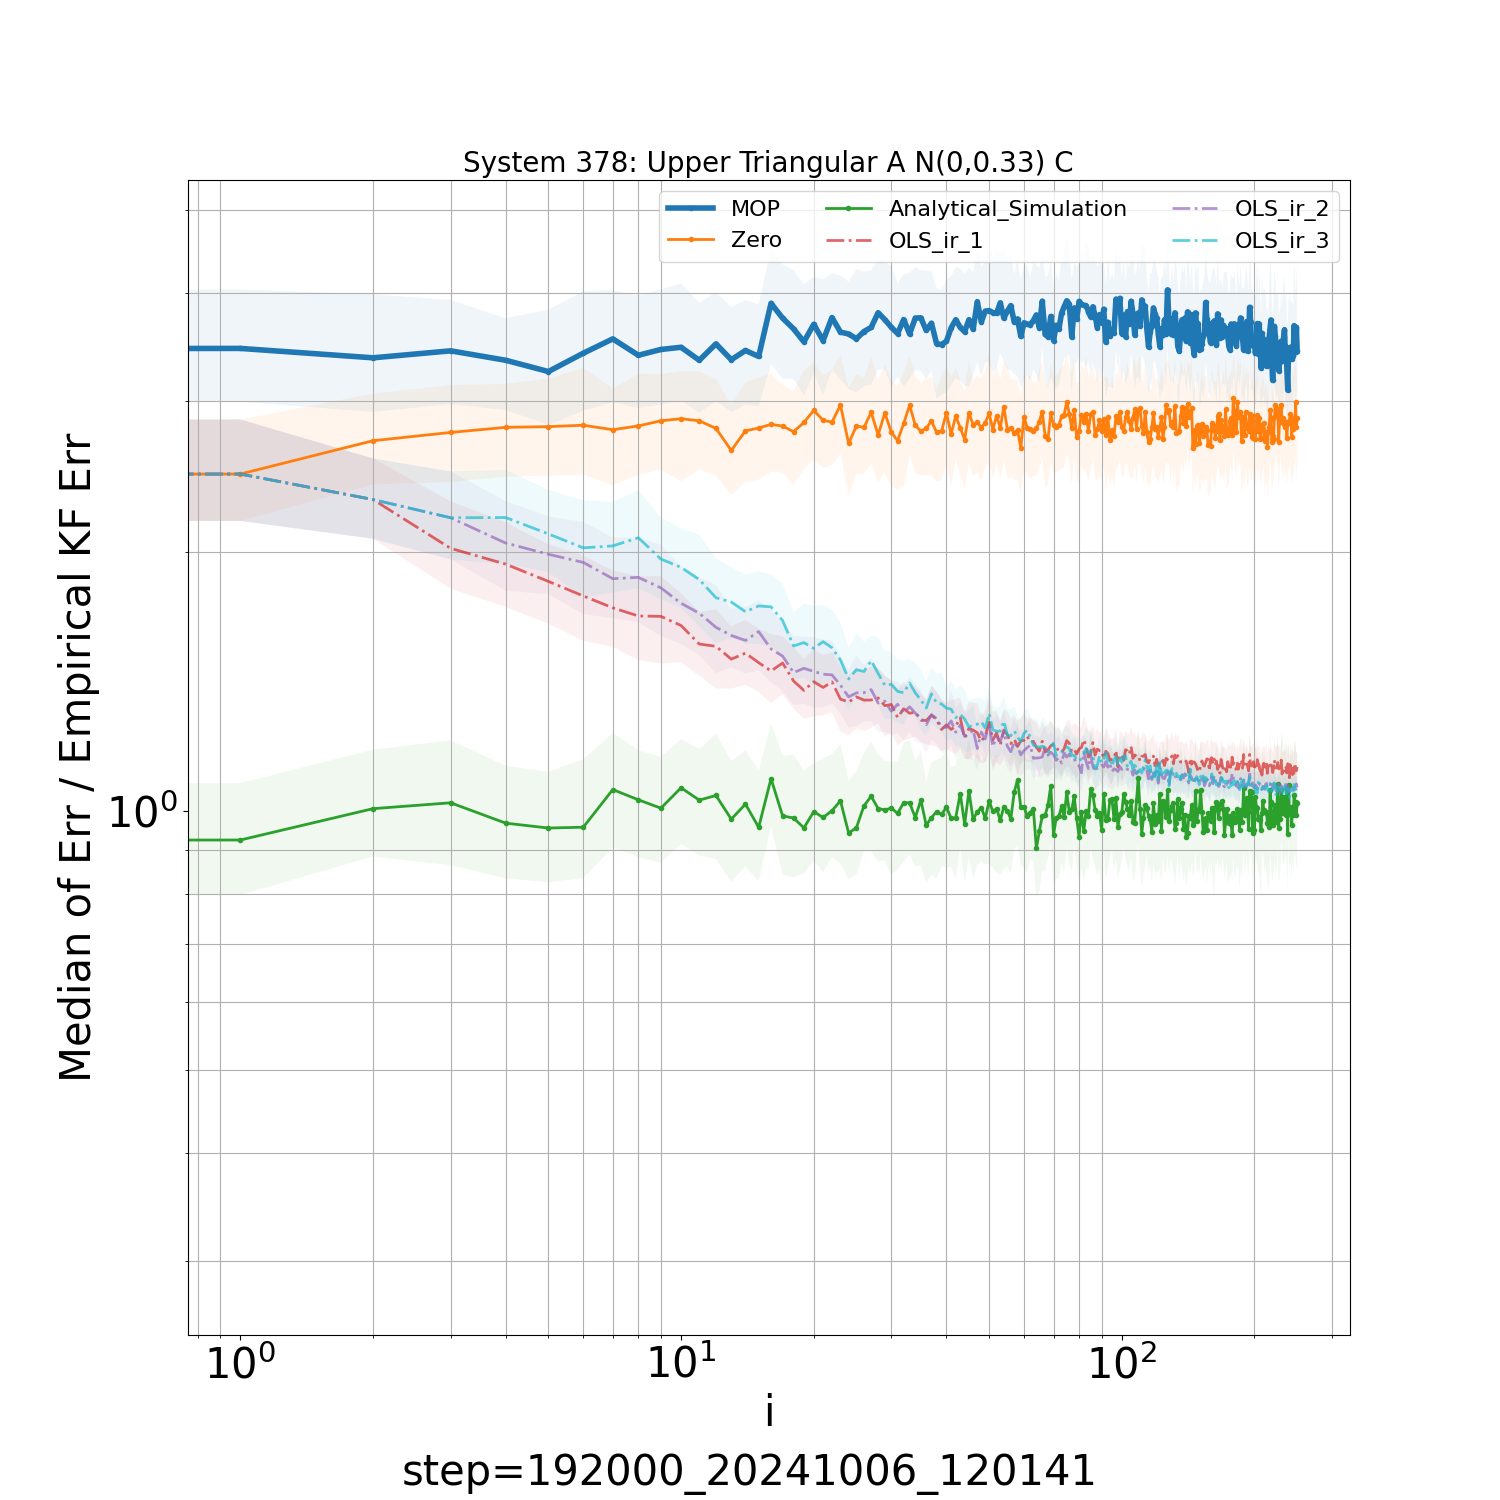 System 378: Upper Triangular A N(0,0.33) C
MOP
Zero
Analytical_Simulation
OLS_ir_1
OLS_ir_2
OLS_ir_3
Median of Err / Empirical KF Err
10⁰
10⁰ 10¹ 10²
i
step=192000_20241006_120141